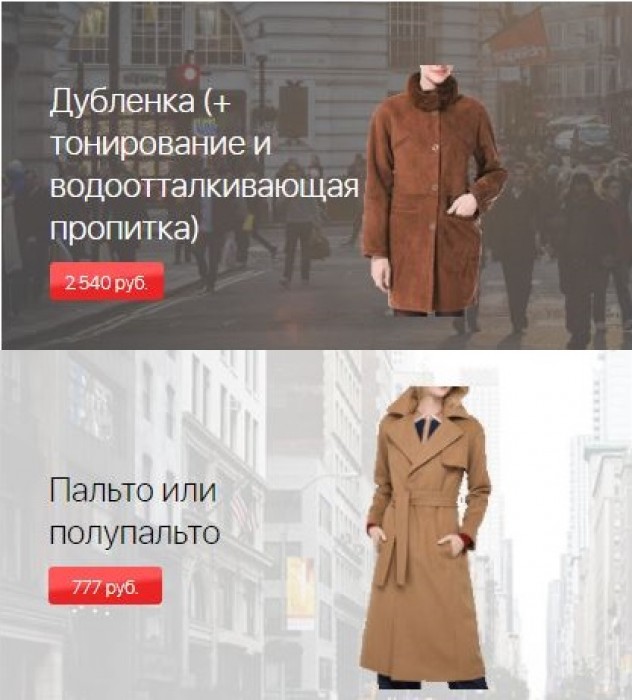 Дубленка (+
тонирование и
водоотталкивающая
пропитка)
2 540 руб.
Пальто или
полупальто
777 руб.